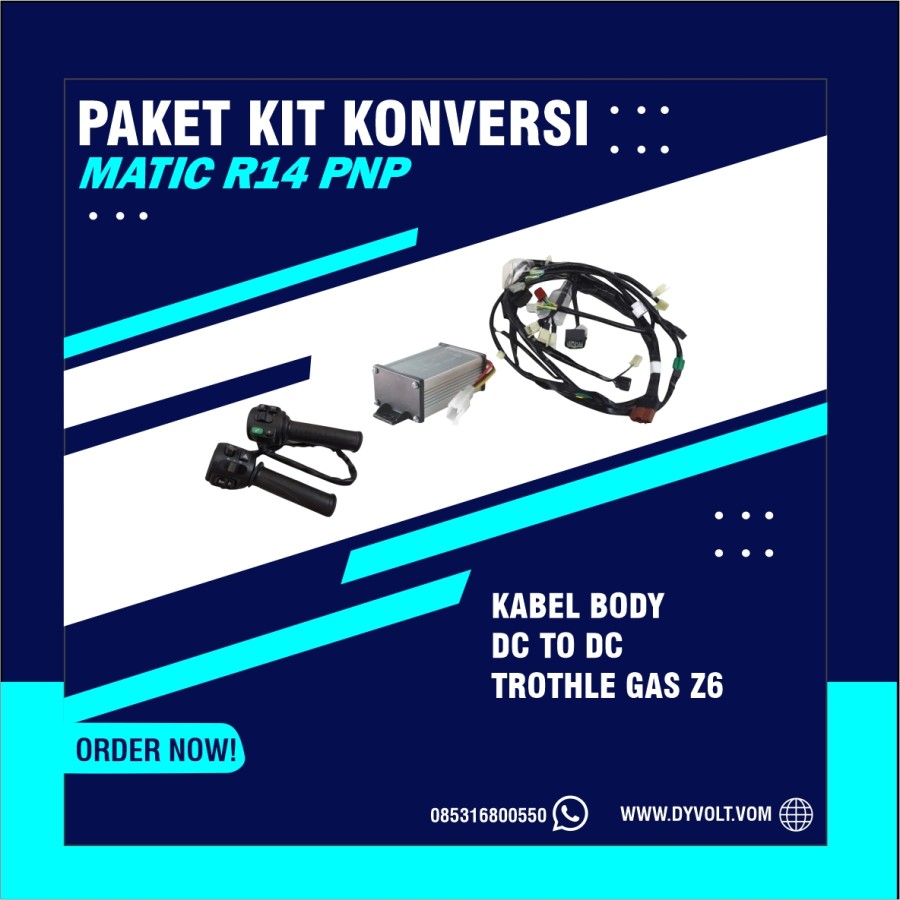 PAKET KIT KONVERSI
MATIC R14 PNP
KABEL BODY
DC TO DC
TROTHLE GAS Z6
ORDER NOW!
085316800550
WWW.DYVOLT.VOM